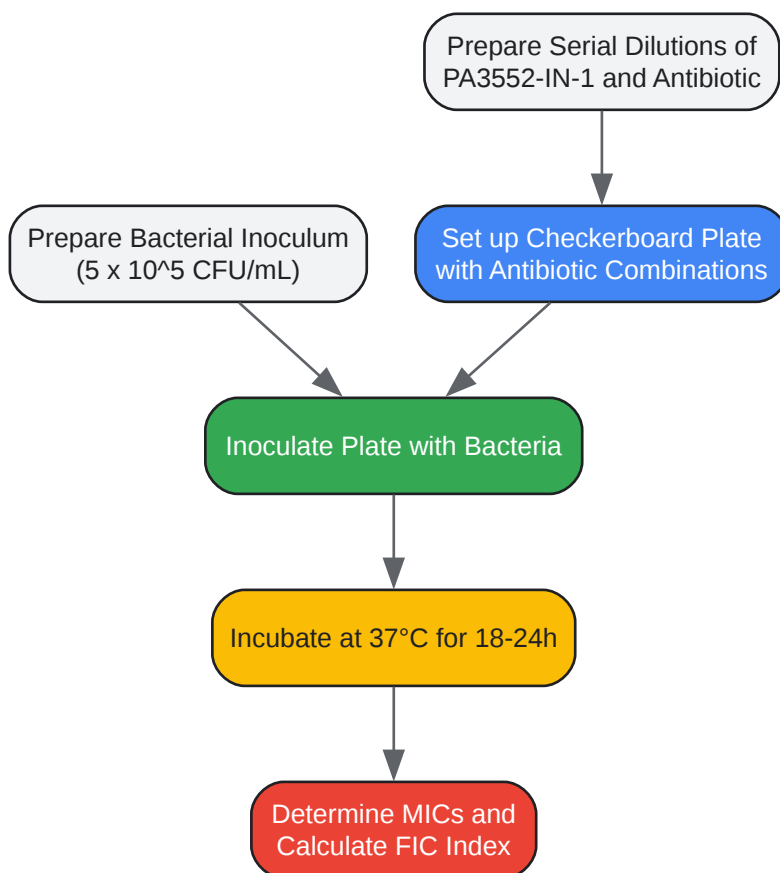 Prepare Serial Dilutions of
PA3552-IN-1 and Antibiotic
Prepare Bacterial Inoculum
(5 x 10^5 CFU/mL)
Set up Checkerboard Plate
with Antibiotic Combinations
Inoculate Plate with Bacteria
Incubate at 37°C for 18-24h
Determine MICs and
Calculate FIC Index